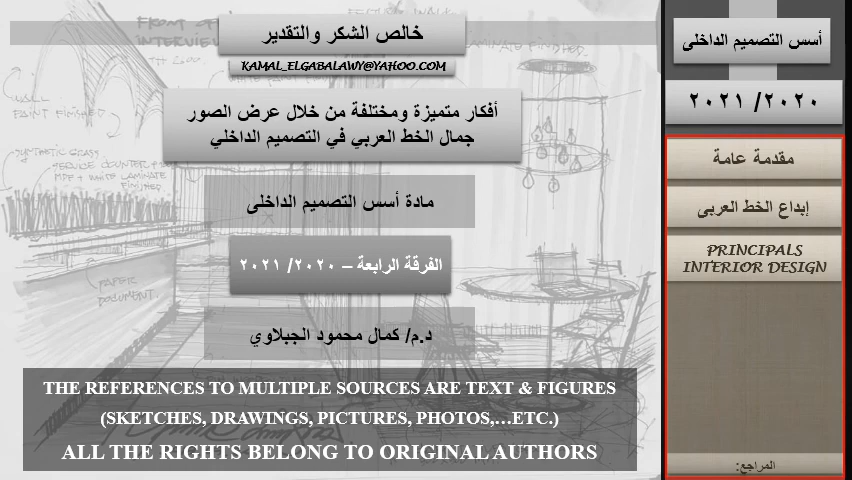 خالص الشكر والتقدير
KAMAL_ELGABALAWY@YAHOO.COM
أفكار متميزة ومختلفة من خلال عرض الصور
جمال الخط العربي في التصميم الداخلي
مادة أسس التصميم الداخلى
الفرقة الرابعة – ٢٠٢٠/ ٢٠٢١
د.م/ كمال محمود الجبلاوي
THE REFERENCES TO MULTIPLE SOURCES ARE TEXT & FIGURES
(SKETCHES, DRAWINGS, PICTURES, PHOTOS,…ETC.)
ALL THE RIGHTS BELONG TO ORIGINAL AUTHORS
أسس التصميم الداخلى
٢٠٢٠/ ٢٠٢١
مقدمة عامة
إبداع الخط العربى
PRINCIPALS
INTERIOR DESIGN
المراجع:
PAPER
DOCUMENT.